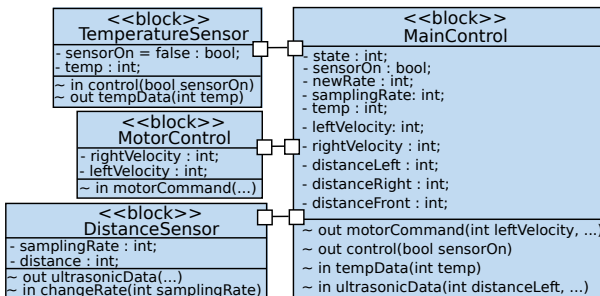 <<block>>
TemperatureSensor
- sensorOn = false : bool;
- temp : int;
~ in control(bool sensorOn)
~ out tempData(int temp)
<<block>>
MotorControl
- rightVelocity : int;
- leftVelocity : int;
~ in motorCommand(...)
<<block>>
DistanceSensor
- samplingRate : int;
- distance : int;
~ out ultrasonicData(...)
~ in changeRate(int samplingRate)
<<block>>
MainControl
- state : int;
- sensorOn : bool;
- newRate : int;
- samplingRate: int;
- temp : int;
- leftVelocity: int;
- rightVelocity : int;
- distanceLeft : int;
- distanceRight : int;
- distanceFront : int;
~ out motorCommand(int leftVelocity, ...)
~ out control(bool sensorOn)
~ in tempData(int temp)
~ in ultrasonicData(int distanceLeft, ...)